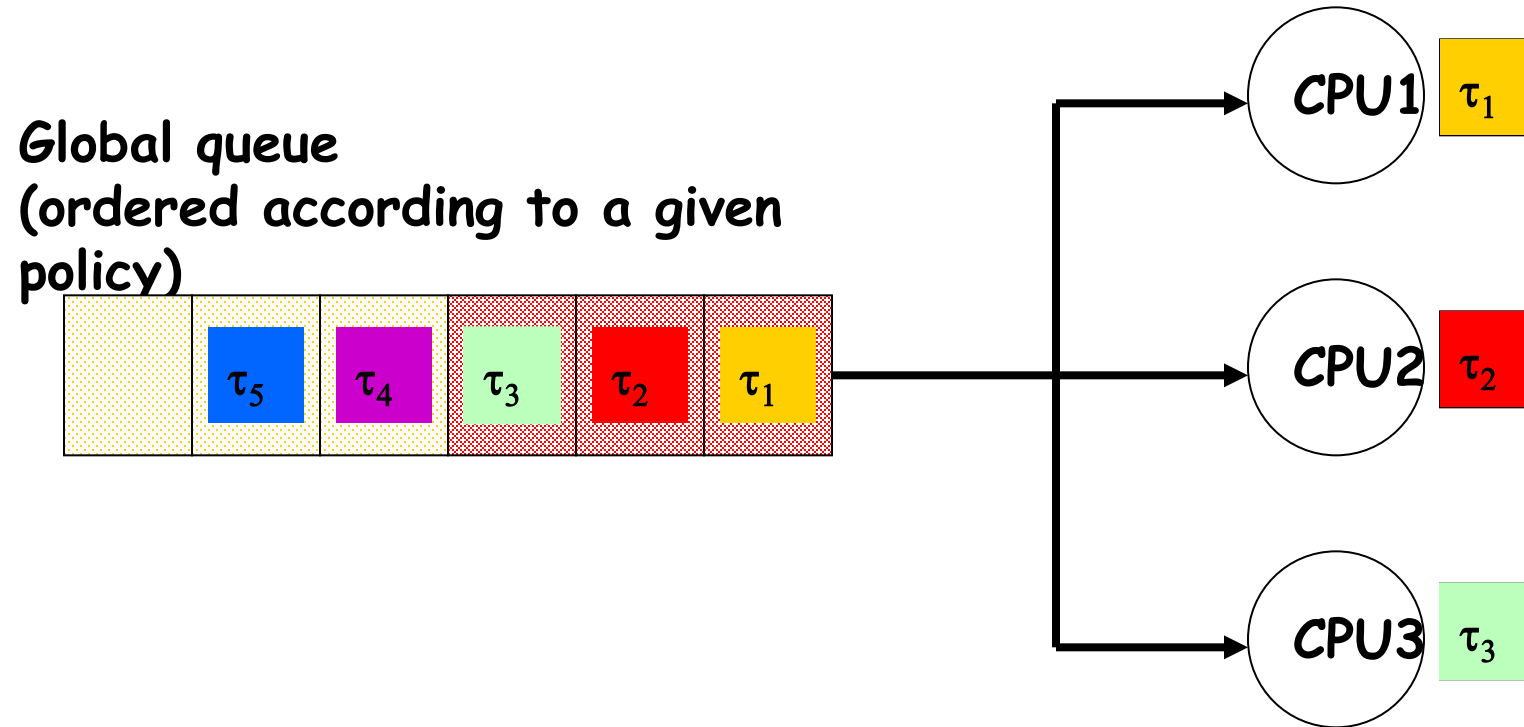 Global queue
(ordered according to a given
policy)
τ5 τ4 τ3 τ2 τ1
CPU1 τ1
CPU2 τ2
CPU3 τ3